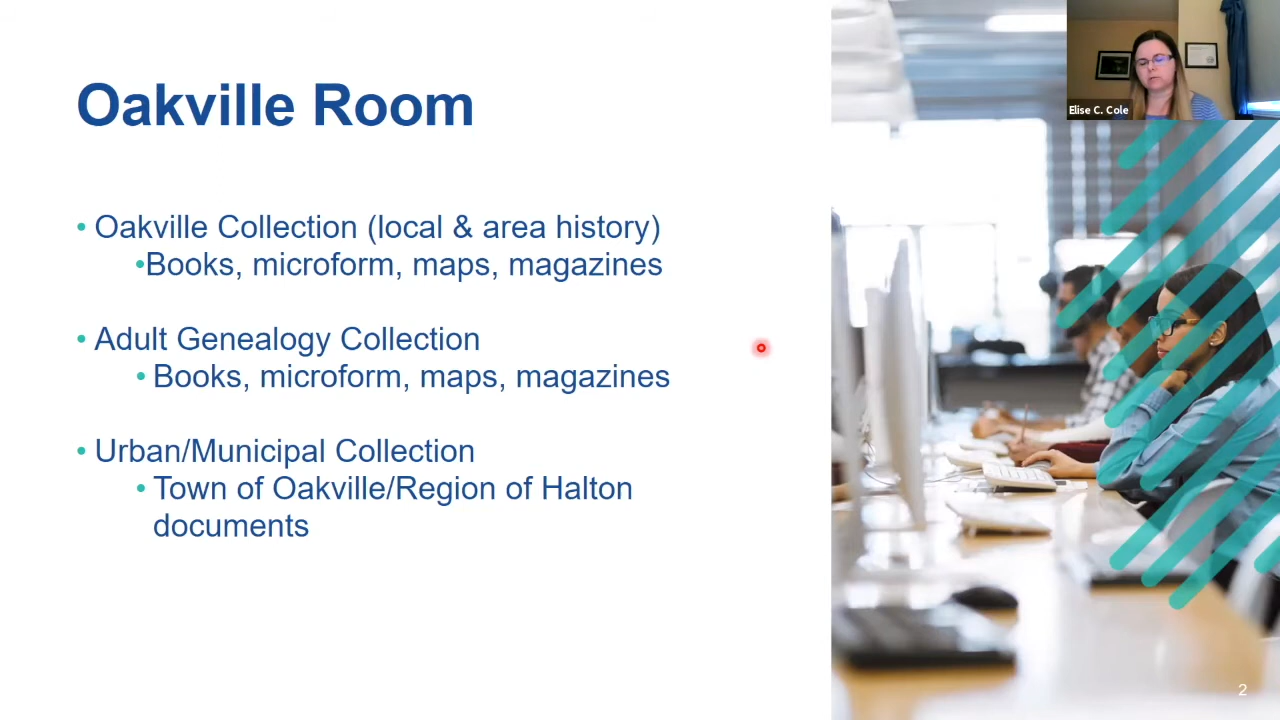 Oakville Room
Elise C. Cole
• Oakville Collection (local & area history)
•Books, microform, maps, magazines
• Adult Genealogy Collection
• Books, microform, maps, magazines
• Urban/Municipal Collection
• Town of Oakville/Region of Halton
documents
2